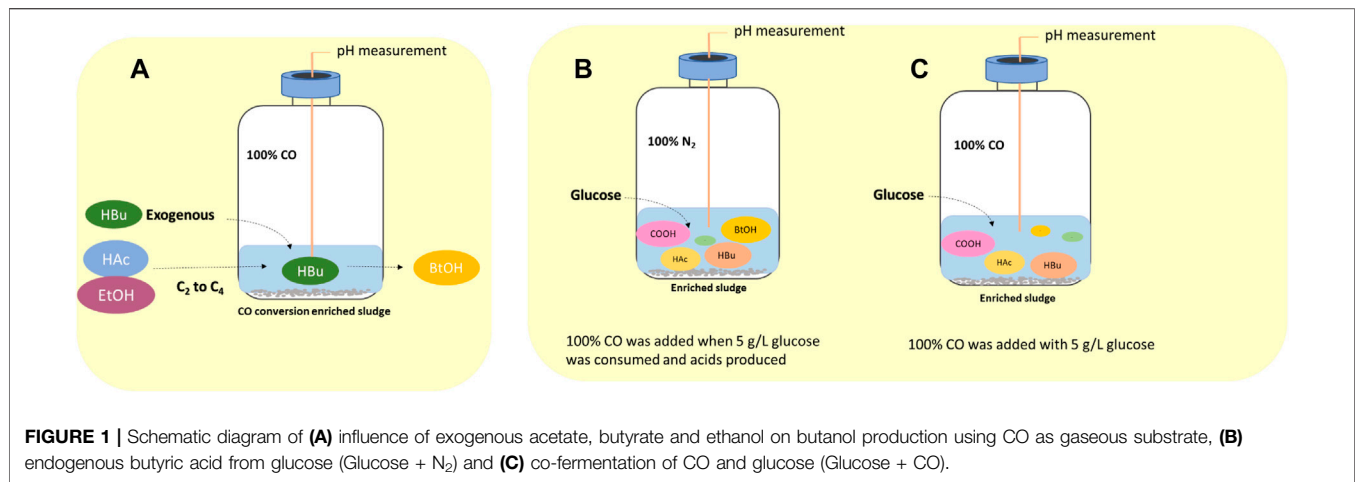 A
pH measurement
100% CO
HBu
Exogenous
HAc
EtOH
C₂ to C₄
HBu
BtOH
CO conversion enriched sludge
B
pH measurement
100% N₂
Glucose
COOH
BtOH
HAc
HBu
Enriched sludge
100% CO was added when 5 g/L glucose
was consumed and acids produced
C
pH measurement
100% CO
Glucose
COOH
HAc
HBu
Enriched sludge
100% CO was added with 5 g/L glucose
FIGURE 1 | Schematic diagram of (A) influence of exogenous acetate, butyrate and ethanol on butanol production using CO as gaseous substrate, (B)
endogenous butyric acid from glucose (Glucose + N₂) and (C) co-fermentation of CO and glucose (Glucose + CO).